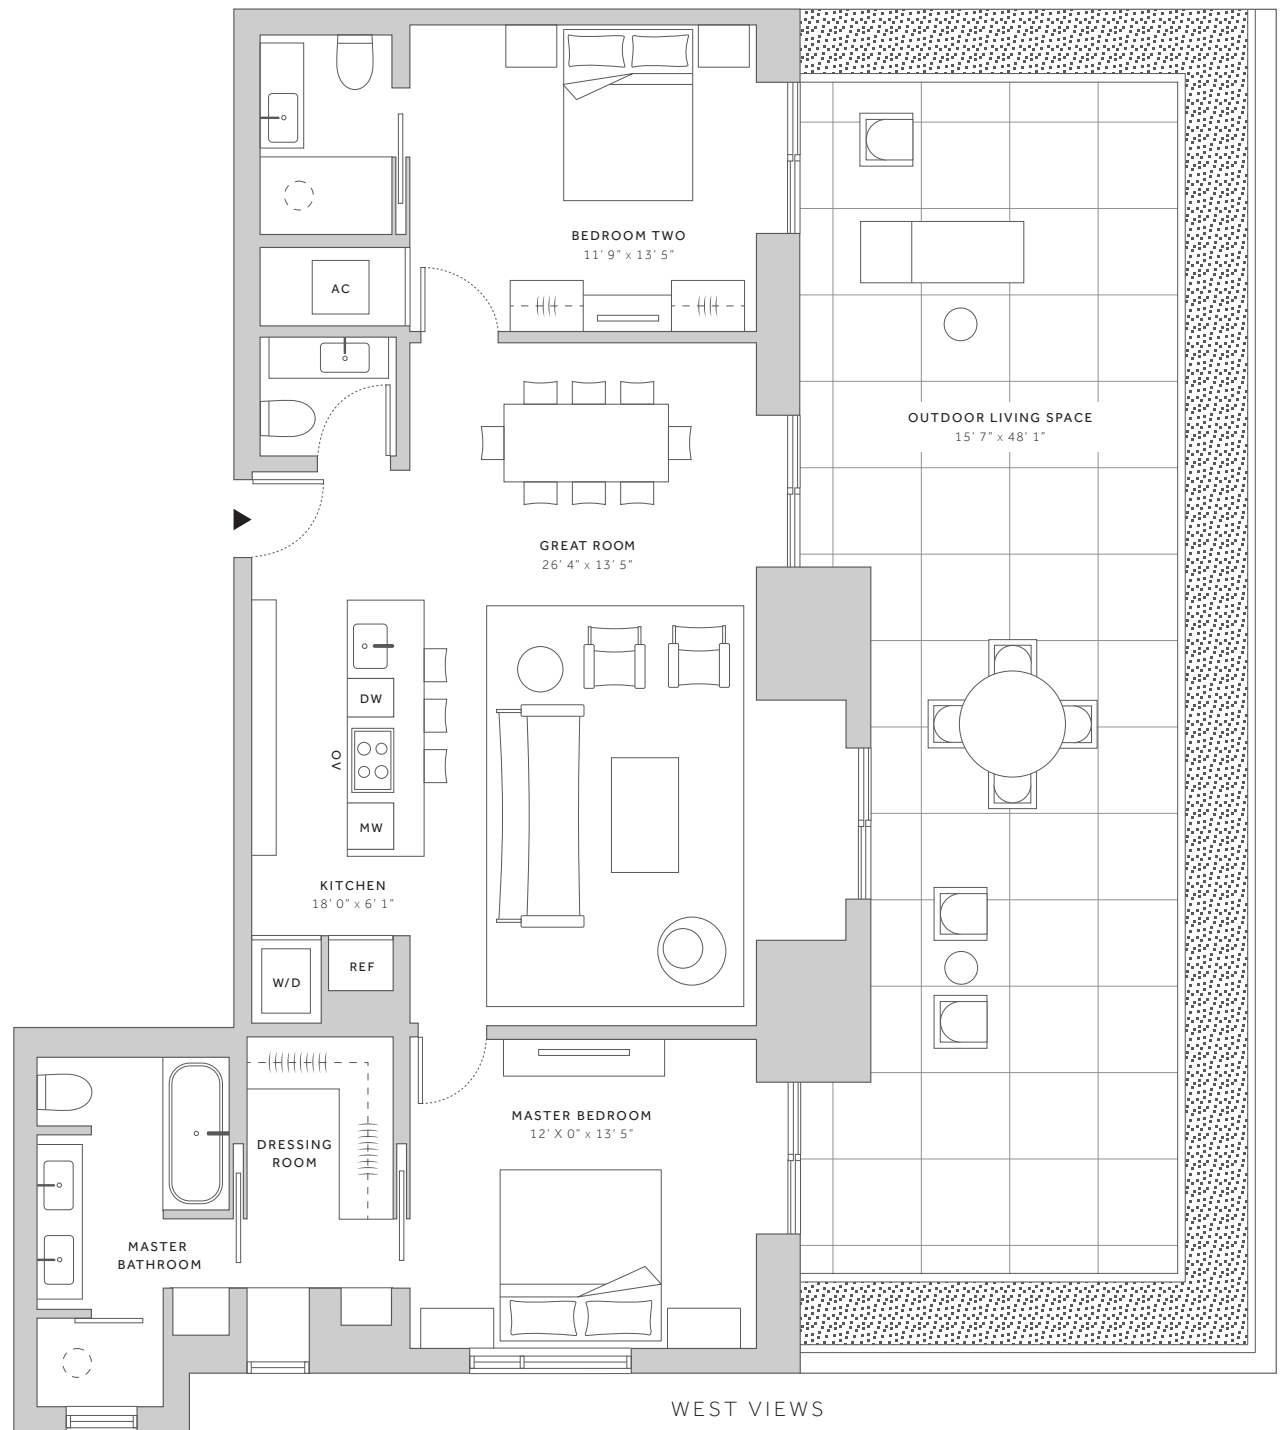 BEDROOM TWO
11' 9" x 13' 5"
AC
OUTDOOR LIVING SPACE
15' 7" x 48' 1"
GREAT ROOM
26' 4" x 13' 5"
DW
OV
MW
KITCHEN
18' 0" x 6' 1"
W/D
REF
MASTER BEDROOM
12' X 0" x 13' 5"
DRESSING
ROOM
MASTER
BATHROOM
WEST VIEWS